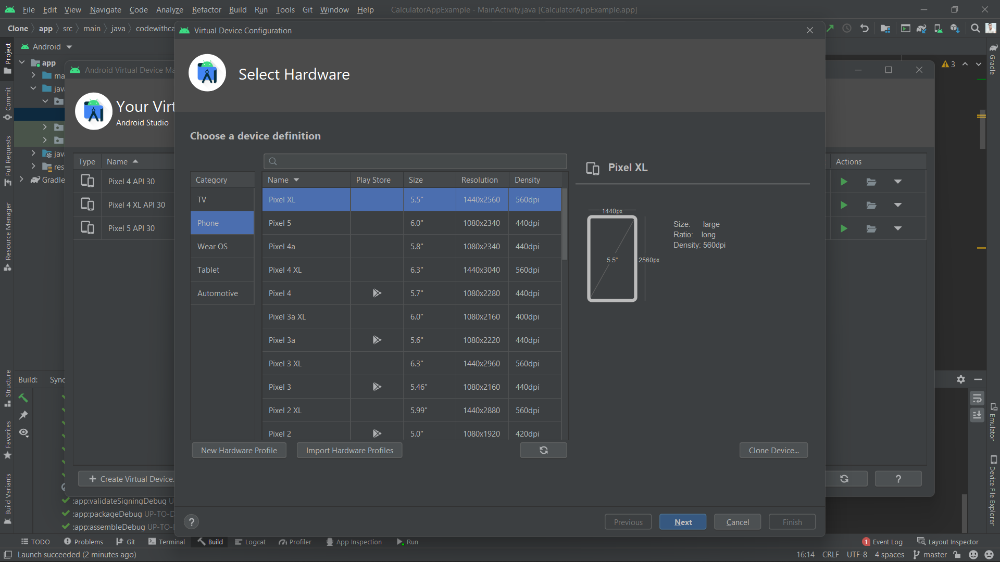 File Edit View Navigate Code Analyze Refactor Build Run Tools Git Window Help CalculatorAppExample - MainActivity.java [CalculatorAppExample.app]
Clone app src main java codewithca
Virtual Device Configuration
Android
Project
Commit
Pull Requests
Resource Manager
Structure
Favorites
Build Variants
app
ma
java
java
res
Gradle
Android Virtual Device Ma
Your Virt
Android Studio
Type Name
Pixel 4 API 30
Pixel 4 XL API 30
Pixel 5 API 30
Create Virtual Device.
Select Hardware
Choose a device definition
Category
TV
Phone
Wear OS
Tablet
Automotive
Name Play Store Size Resolution Density
Pixel XL 5.5" 1440x2560 560dpi
Pixel 5 6.0" 1080x2340 440dpi
Pixel 4a 5.8" 1080x2340 440dpi
Pixel 4 XL 6.3" 1440x3040 560dpi
Pixel 4 5.7" 1080x2280 440dpi
Pixel 3a XL 6.0" 1080x2160 400dpi
Pixel 3a 5.6" 1080x2220 440dpi
Pixel 3 XL 6.3" 1440x2960 560dpi
Pixel 3 5.46" 1080x2160 440dpi
Pixel 2 XL 5.99" 1440x2880 560dpi
Pixel 2 5.0" 1080x1920 420dpi
New Hardware Profile Import Hardware Profiles
Pixel XL
1440px
5.5"
2560px
Size: large
Ratio: long
Density: 560dpi
Clone Device...
? Previous Next Cancel Finish
Actions
?
3
Gradle
Emulator
Device File Explorer
Build: Sync
:app:validateSigningDebug U
:app:packageDebug UP-TO-D
:app:assembleDebug UP-TO-
TODO Problems Git Terminal Build Logcat Profiler App Inspection Run 1 Event Log Layout Inspector
Launch succeeded (2 minutes ago) 16:14 CRLF UTF-8 4 spaces master